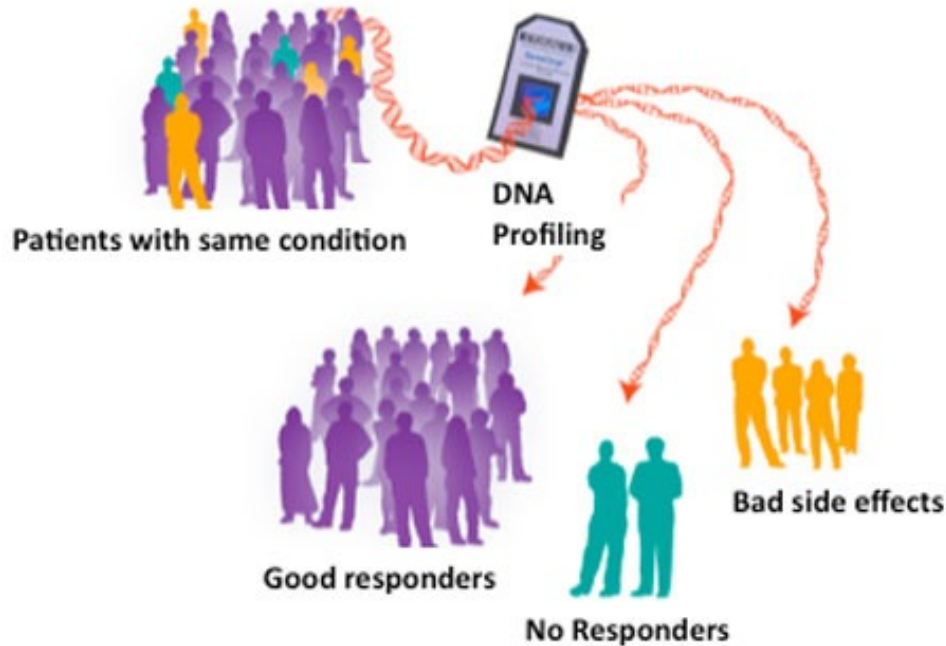 Patients with same condition
DNA
Profiling
Good responders
No Responders
Bad side effects